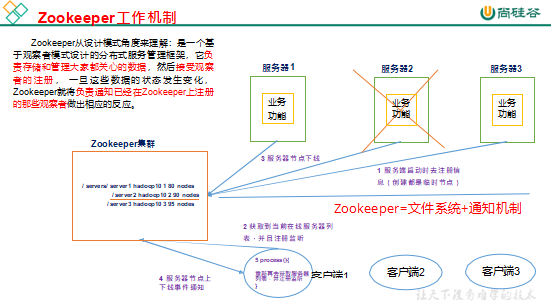 Zookeeper工作机制
尚硅谷
Zookeeper从设计模式角度来理解：是一个基
于观察者模式设计的分布式服务管理框架，它负
责存储和管理大家都关心的数据，然后接受观察
者的注册，一旦这些数据的状态发生变化，
Zookeeper就将负责通知已经在Zookeeper上注册
的那些观察者做出相应的反应。
服务器1
服务器2
服务器3
业务
功能
业务
功能
业务
功能
Zookeeper集群
3 服务器节点下线
1 服务端启动时去注册信
息（创建都是临时节点）
/ servers/ server1 hadoop10 1 80 nodes
/ server2 hadoop10 2 90 nodes
/ server3 hadoop10 3 95 nodes
Zookeeper=文件系统+通知机制
2 获取到当前在线服务器列
表，并且注册监听
5 process(){
重新再去获取服务器
列表，并注册监听
}
客户端1
客户端2
客户端3
4 服务器节点上
下线事件通知
让天下没有难学的技术